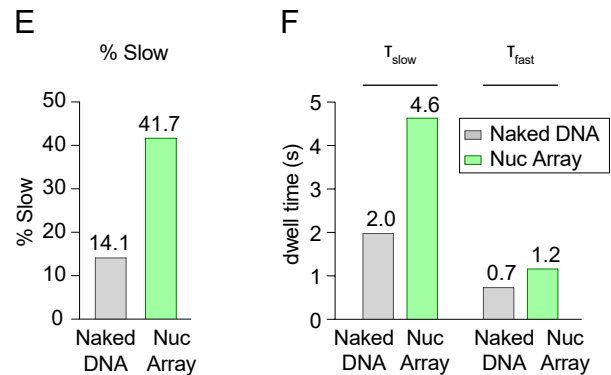 E
% Slow
% Slow
50
40
30
20
10
0
14.1
41.7
Naked Nuc
DNA Array
F
τslow τfast
dwell time (s)
5
4
3
2
1
0
2.0
4.6
0.7
1.2
Naked DNA
Nuc Array
Naked Nuc Naked Nuc
DNA Array DNA Array